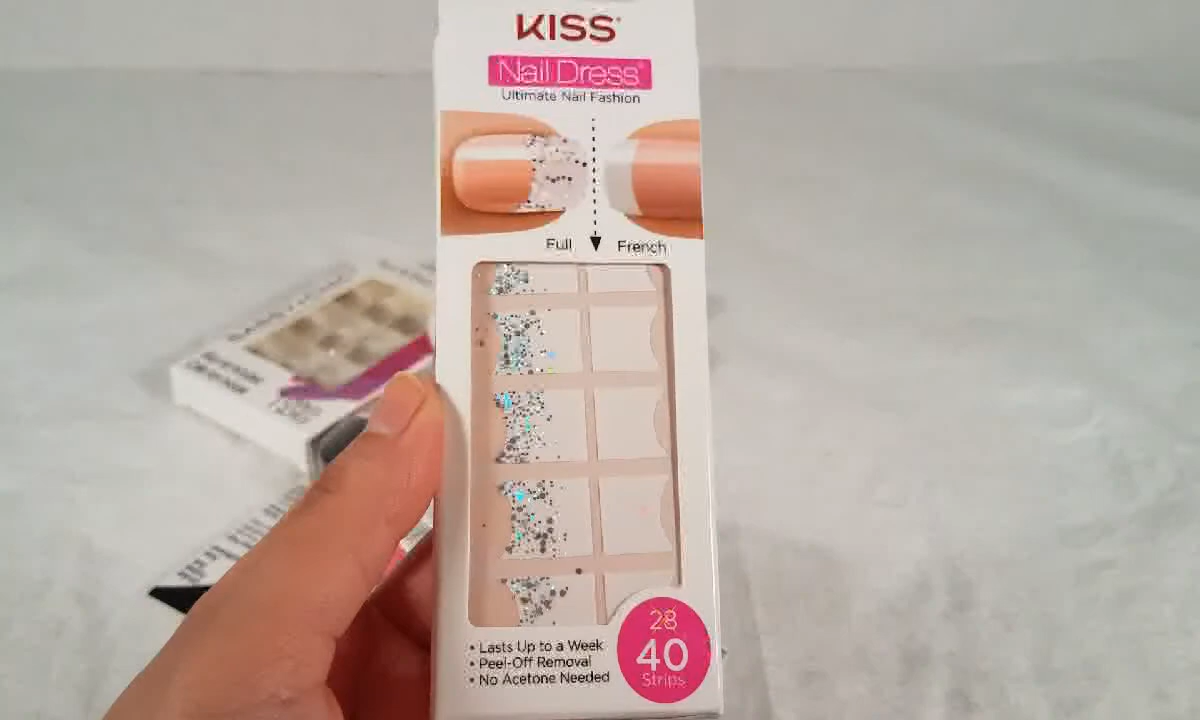 KISS®
Nail Dress®
Ultimate Nail Fashion
Full French
• Lasts Up to a Week
• Peel-Off Removal
• No Acetone Needed
28
40
Strips